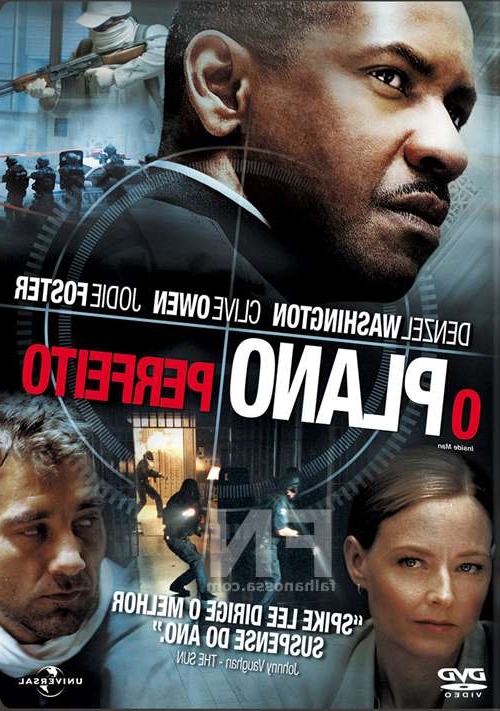 DENZEL WASHINGTON CLIVE OWEN JODIE FOSTER
O PLANO PERFEITO
Inside Man
FN
falhanossa.com
“SPIKE LEE DIRIGE O MELHOR
SUSPENSE DO ANO.”
Johnny Vaughan - THE SUN
UNIVERSAL
DVD
VIDEO